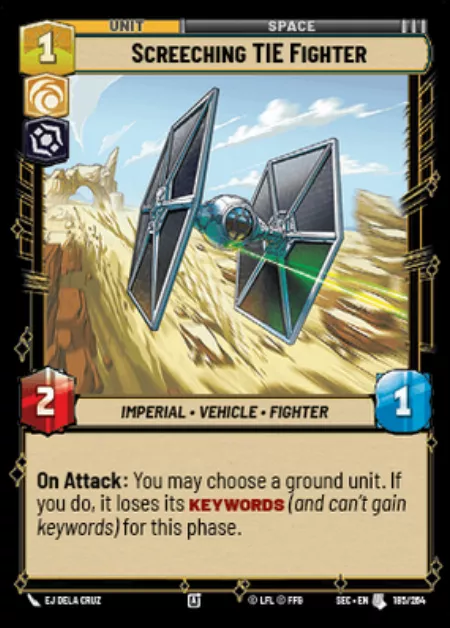 UNIT
SPACE
1
SCREECHING TIE FIGHTER
2
1
IMPERIAL • VEHICLE • FIGHTER
On Attack: You may choose a ground unit. If
you do, it loses its KEYWORDS (and can't gain
keywords) for this phase.
EJ DELA CRUZ
A
© LFL © FFG
SEC • EN
185/264